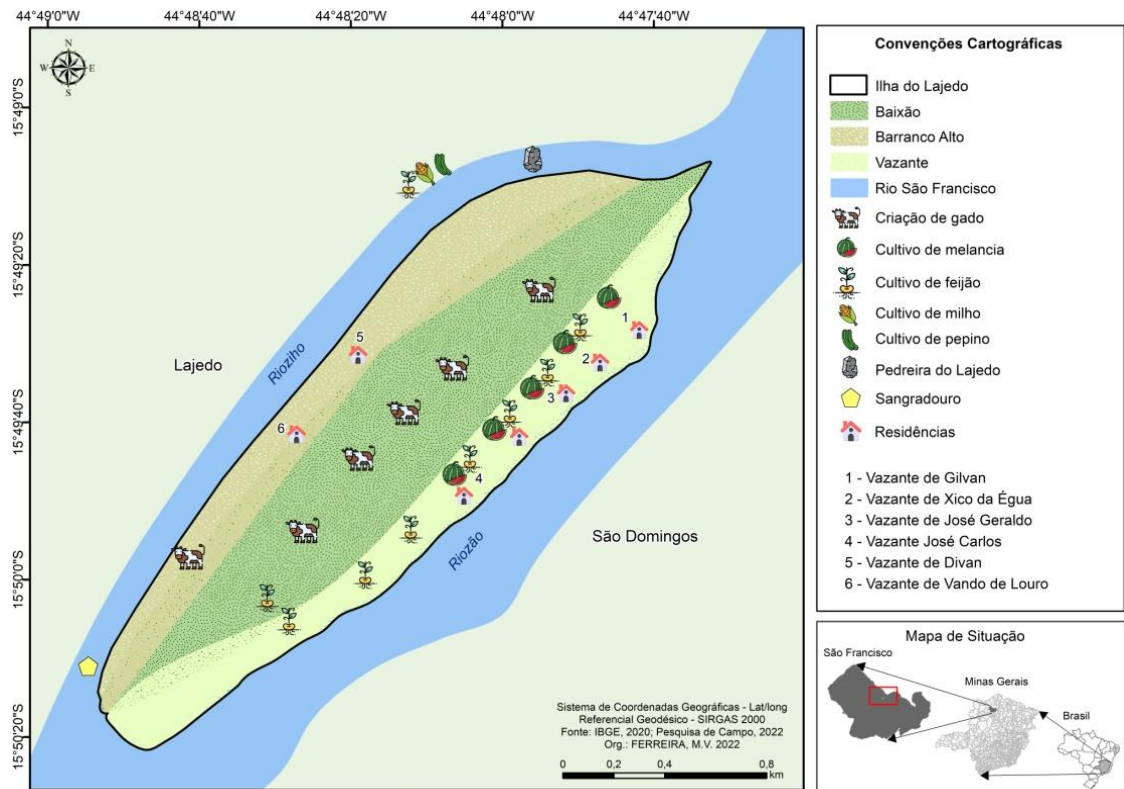 44°49'0"O
44°48'40"O
44°48'20"O
44°48'0"O
44°47'40"O
15°49'0"S
15°49'20"S
15°49'40"S
15°50'0"S
15°50'20"S
N
W
E
S
Lajedo
Rioziho
Riozão
São Domingos
1
2
3
4
5
6
Sistema de Coordenadas Geográficas - Lat/long
Referencial Geodésico - SIRGAS 2000
Fonte: IBGE, 2020; Pesquisa de Campo, 2022
Org.: FERREIRA, M.V. 2022
0 0,2 0,4 0,6 0,8
km
Convenções Cartográficas
Ilha do Lajedo
Baixão
Barranco Alto
Vazante
Rio São Francisco
Criação de gado
Cultivo de melancia
Cultivo de feijão
Cultivo de milho
Cultivo de pepino
Pedreira do Lajedo
Sangradouro
Residências
1 - Vazante de Gilvan
2 - Vazante de Xico da Égua
3 - Vazante de José Geraldo
4 - Vazante José Carlos
5 - Vazante de Divan
6 - Vazante de Vando de Louro
Mapa de Situação
São Francisco
Minas Gerais
Brasil